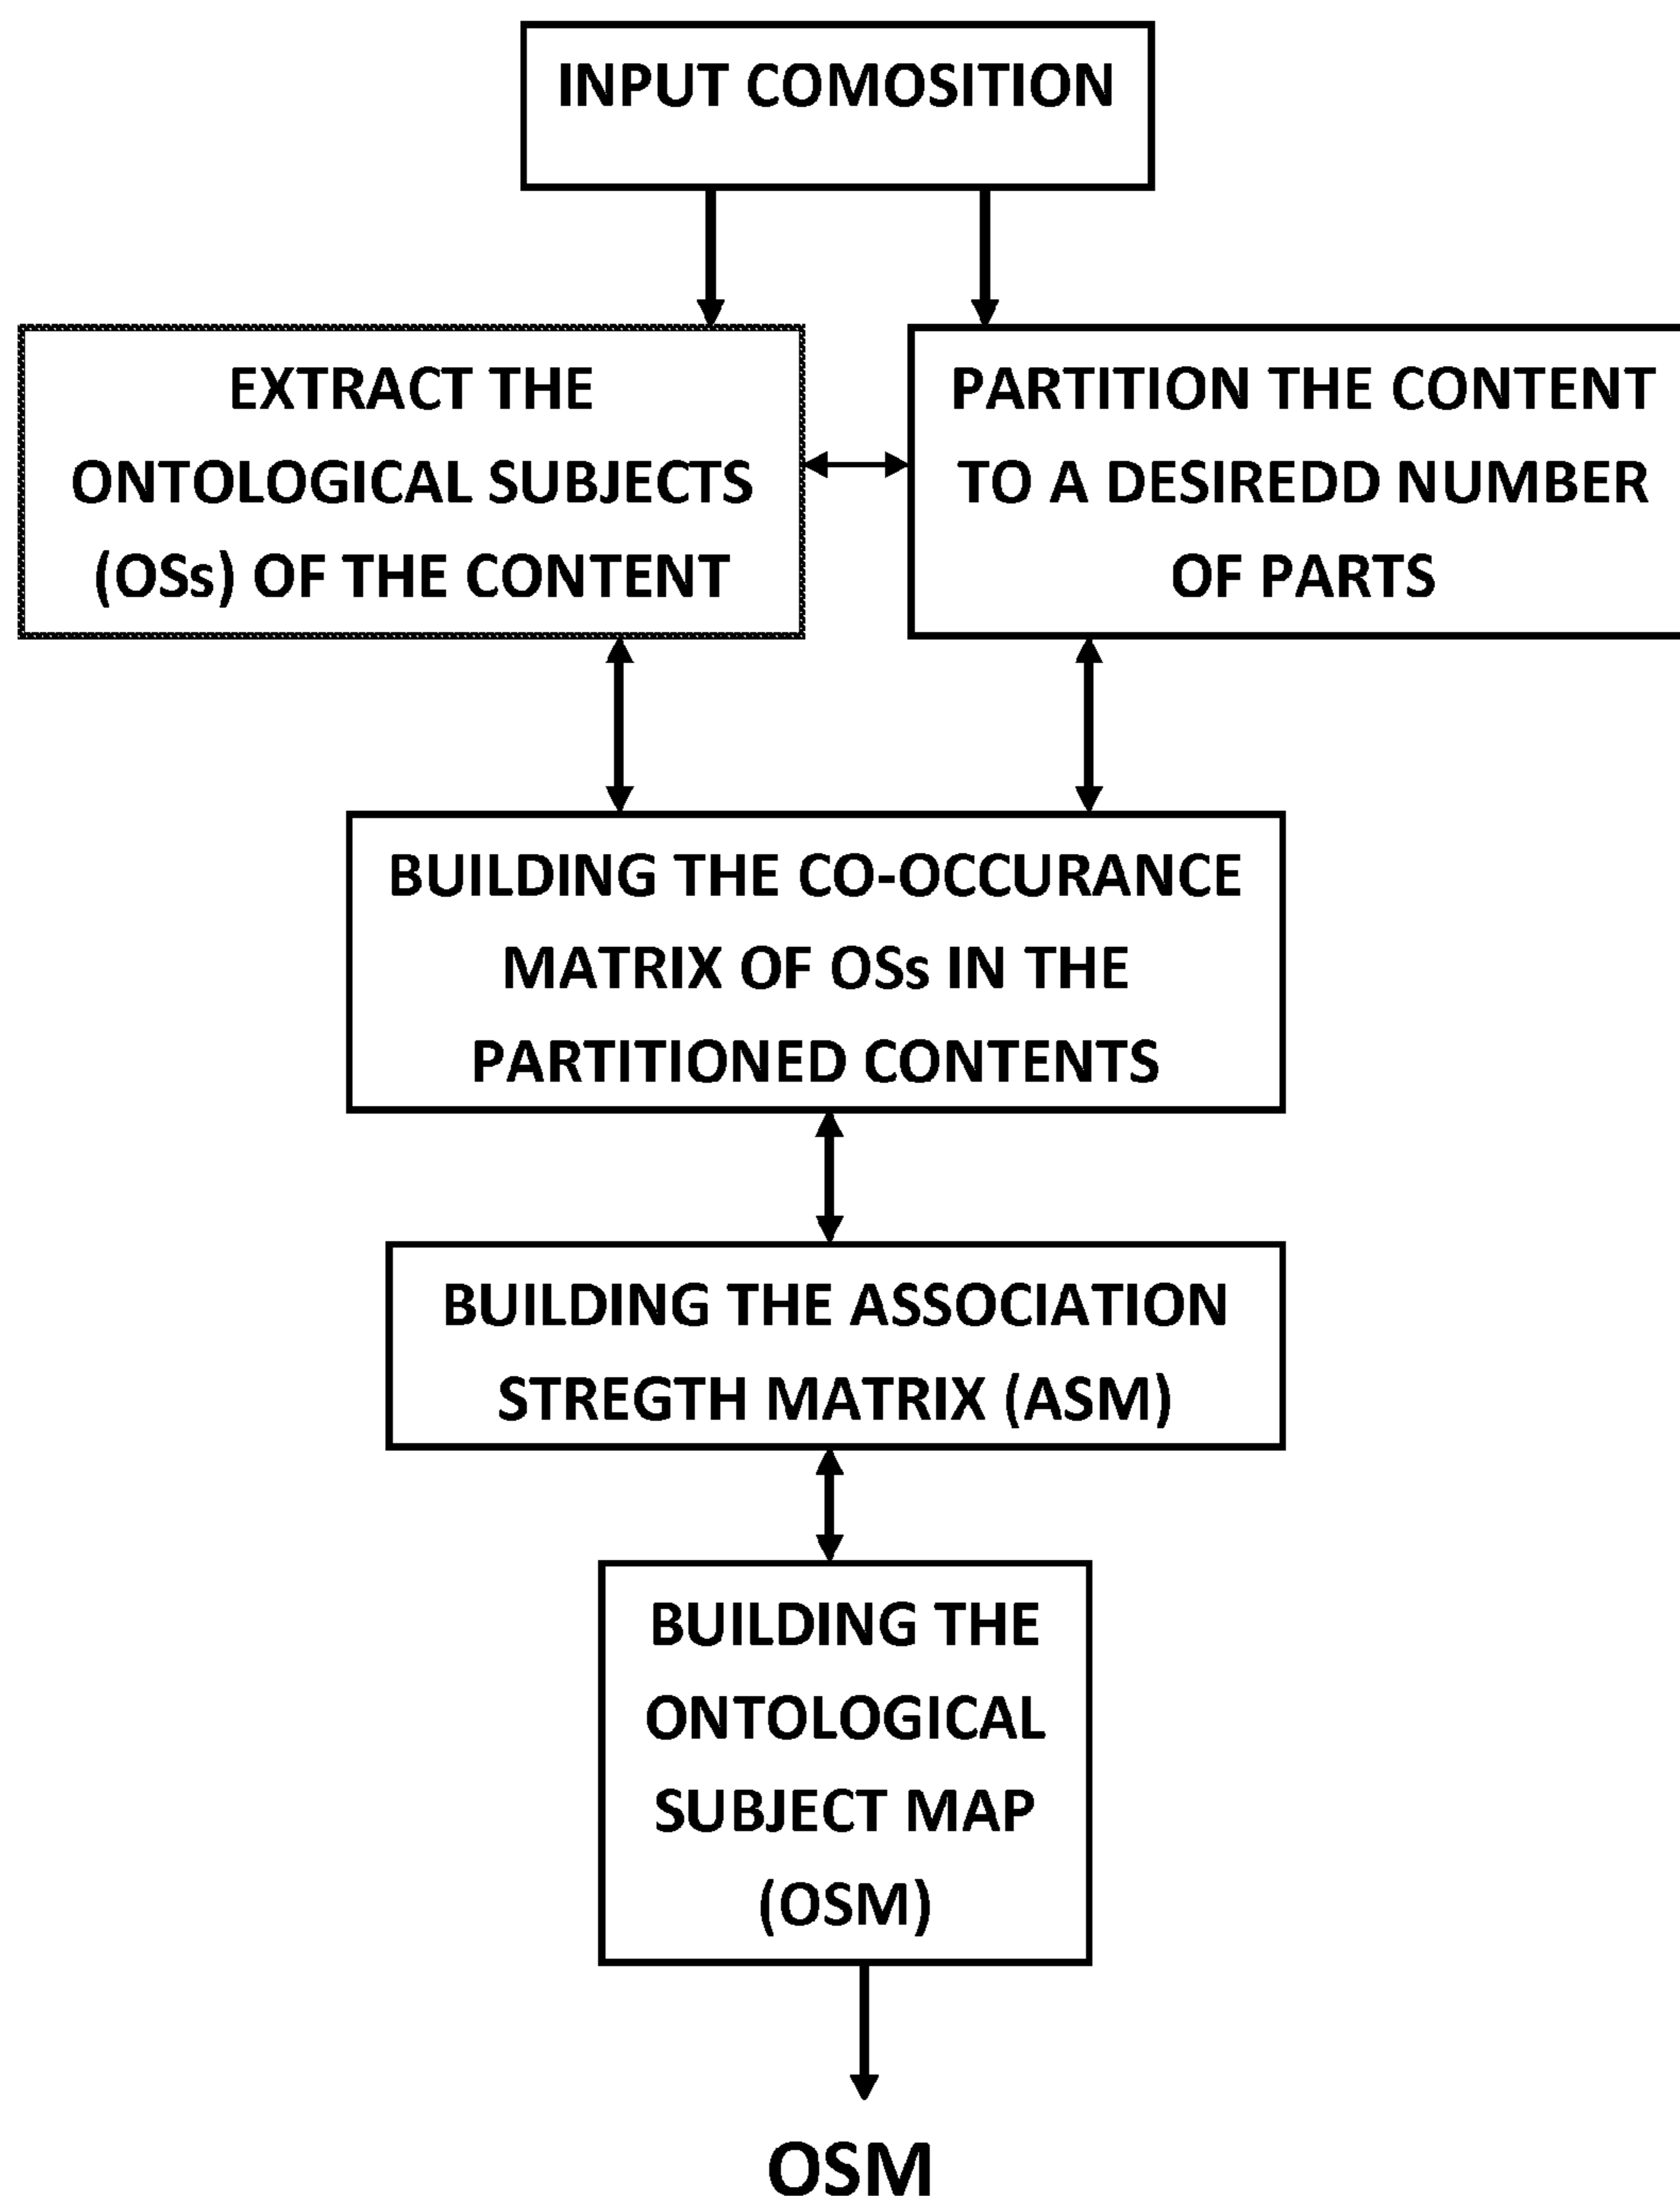 INPUT COMOSITION
EXTRACT THE
ONTOLOGICAL SUBJECTS
(OSs) OF THE CONTENT
PARTITION THE CONTENT
TO A DESIREDD NUMBER
OF PARTS
BUILDING THE CO-OCCURANCE
MATRIX OF OSs IN THE
PARTITIONED CONTENTS
BUILDING THE ASSOCIATION
STREGTH MATRIX (ASM)
BUILDING THE
ONTOLOGICAL
SUBJECT MAP
(OSM)
OSM